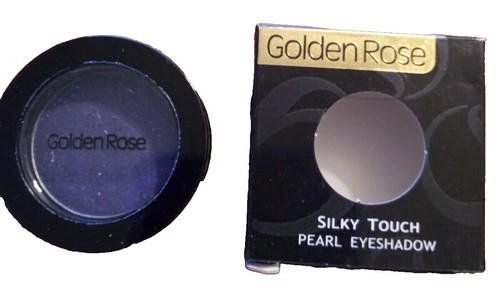 Golden Rose
Golden Rose
SILKY TOUCH
PEARL EYESHADOW